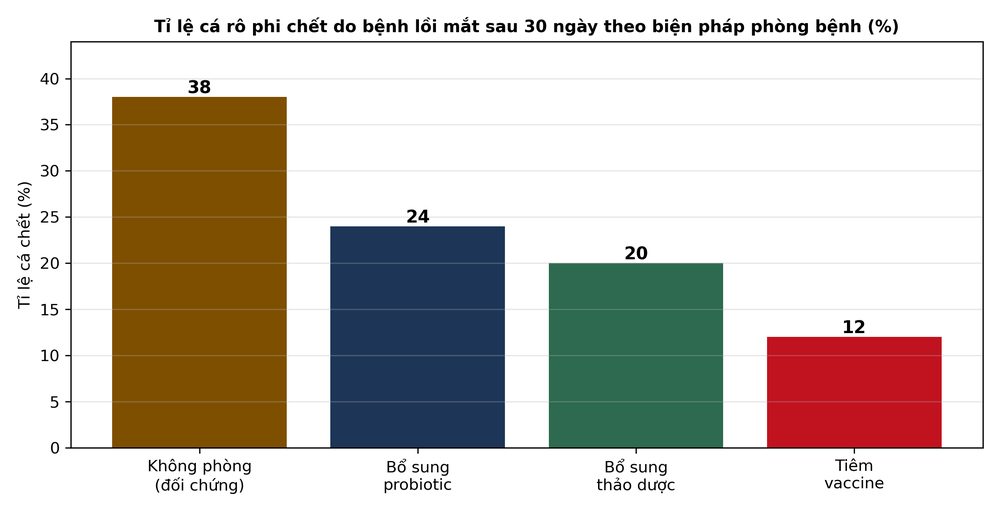 Tỉ lệ cá rô phi chết do bệnh lồi mắt sau 30 ngày theo biện pháp phòng bệnh (%)
Tỉ lệ cá chết (%)
40
35
30
25
20
15
10
5
0
38
24
20
12
Không phòng
(đối chứng)
Bổ sung
probiotic
Bổ sung
thảo dược
Tiêm
vaccine